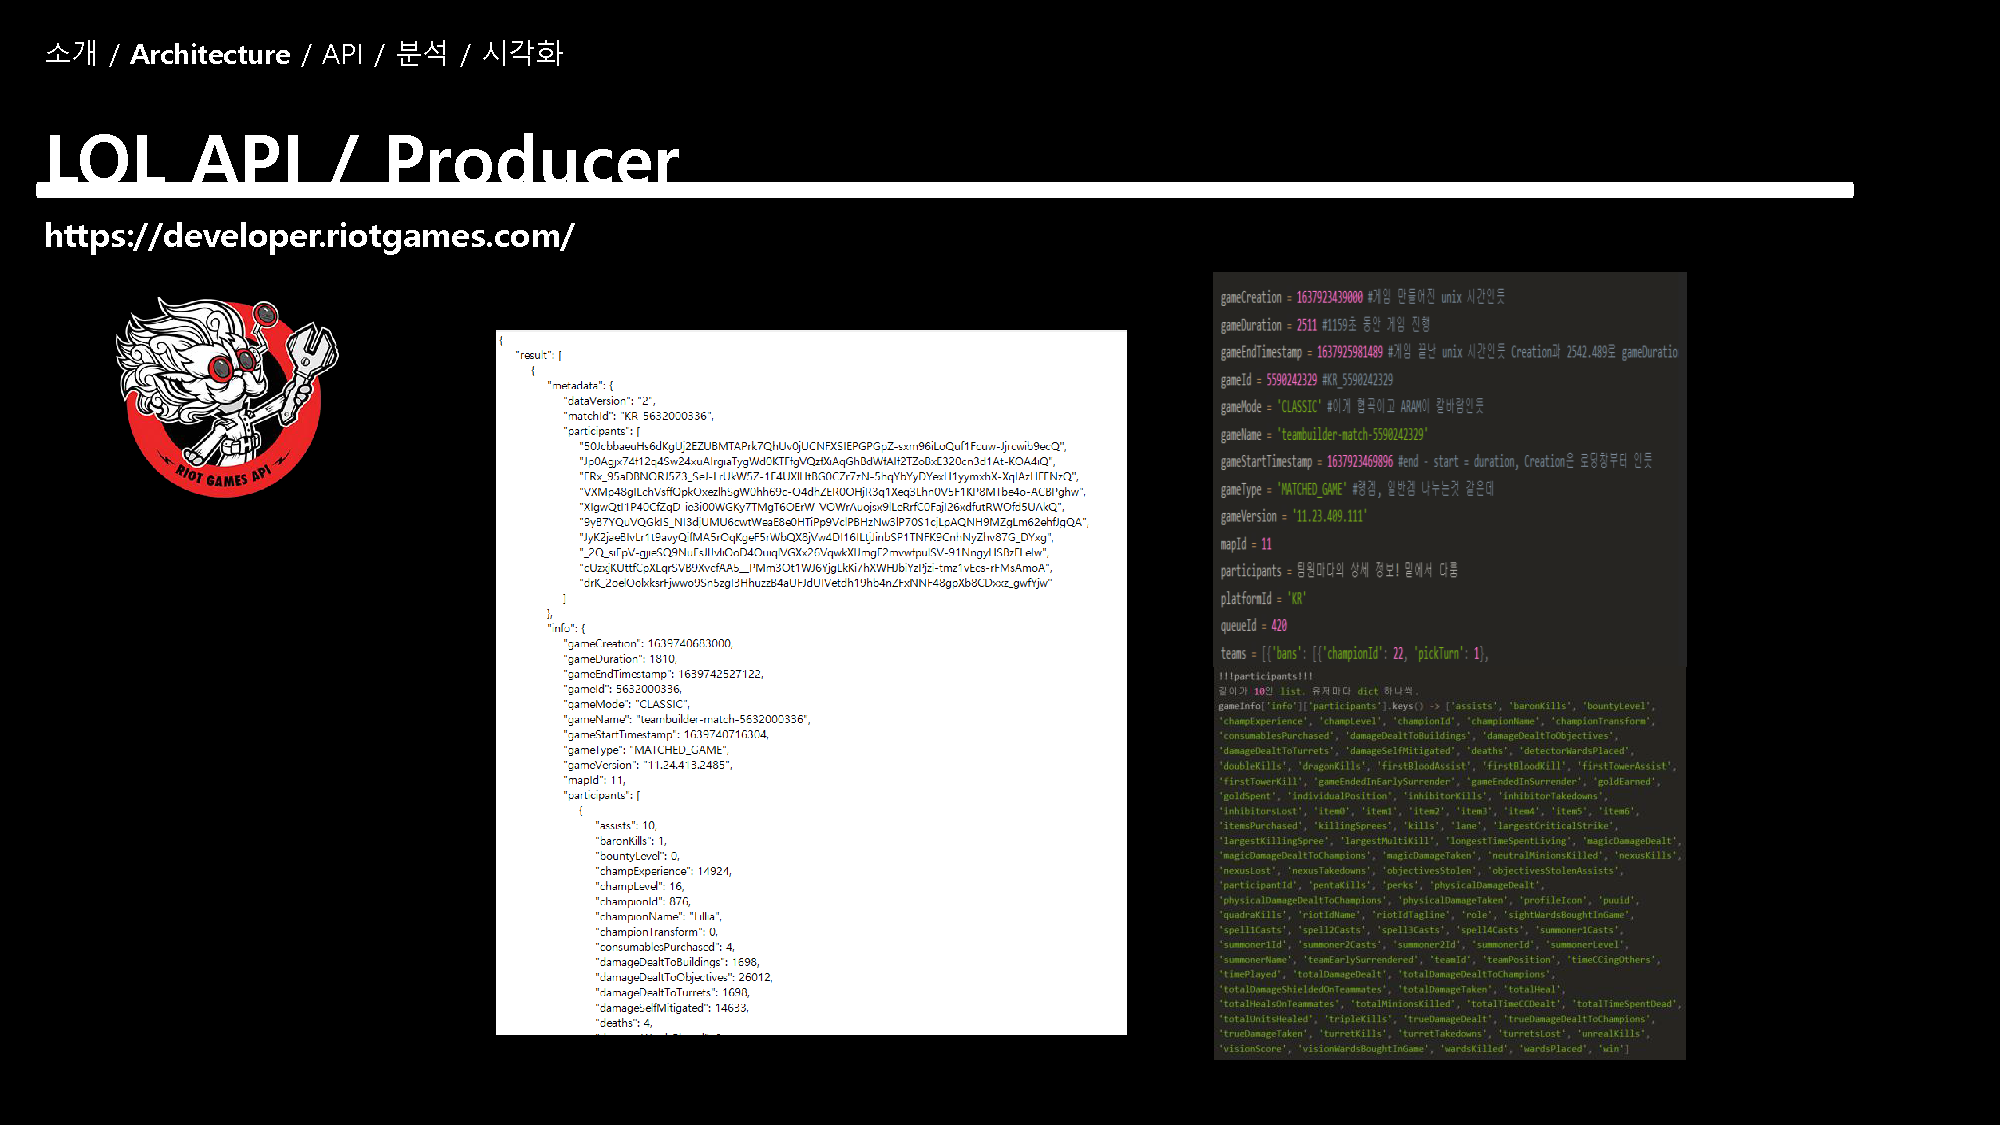 소개 / Architecture / API / 분석 / 시각화
LOL API / Producer
https://developer.riotgames.com/
RIOT GAMES API
{
"result": [
{
"metadata": {
"dataVersion": "2",
"matchId": "KR_5632000336",
"participants": [
]
},
"info": {
"gameCreation": 1639740683000,
"gameDuration": 1810,
"gameEndTimestamp": 1639742527122,
"gameId": 5632000336,
"gameMode": "CLASSIC",
"gameName": "teambuilder-match-5632000336",
"gameStartTimestamp": 1639740716304,
"gameType": "MATCHED_GAME",
"gameVersion": "11.24.413.2485",
"mapId": 11,
"participants": [
{
"assists": 10,
"baronKills": 1,
"bountyLevel": 0,
"champExperience": 14924,
"champLevel": 16,
"championId": 876,
"championName": "Lillia",
"championTransform": 0,
"consumablesPurchased": 4,
"damageDealtToBuildings": 1698,
"damageDealtToObjectives": 26012,
"damageDealtToTurrets": 1698,
"damageSelfMitigated": 14633,
"deaths": 4,
gameCreation = 1637923439000 #게임 만들어진 unix 시간인듯
gameDuration = 2511 #1159초 동안 게임 진행
gameEndTimestamp = 1637925981489 #게임 끝난 unix 시간인듯 Creation과 2542.489로 gameDuratio
gameId = 5590242329 #KR_5590242329
gameMode = 'CLASSIC' #이게 협곡이고 ARAM이 칼바람인듯
gameName = 'teambuilder-match-5590242329'
gameStartTimestamp = 1637923469896 #end - start = duration, Creation은 로딩창부터 인듯
gameType = 'MATCHED_GAME' #랭겜, 일반겜 나누는것 같은데
gameVersion = '11.23.409.111'
mapId = 11
participants = 팀원마다의 상세 정보! 밑에서 다룸
platformId = 'KR'
queueId = 420
teams = [{'bans': [{'championId': 22, 'pickTurn': 1},
!!!participants!!!
길이가 10인 list. 유저마다 dict 하나씩.
gameInfo['info']['participants'].keys() -> ['assists', 'baronKills', 'bountyLevel',
'champExperience', 'champLevel', 'championId', 'championName', 'championTransform',
'consumablesPurchased', 'damageDealtToBuildings', 'damageDealtToObjectives',
'damageDealtToTurrets', 'damageSelfMitigated', 'deaths', 'detectorWardsPlaced',
'doubleKills', 'dragonKills', 'firstBloodAssist', 'firstBloodKill', 'firstTowerAssist',
'firstTowerKill', 'gameEndedInEarlySurrender', 'gameEndedInSurrender', 'goldEarned',
'goldSpent', 'individualPosition', 'inhibitorKills', 'inhibitorTakedowns',
'inhibitorsLost', 'item0', 'item1', 'item2', 'item3', 'item4', 'item5', 'item6',
'itemsPurchased', 'killingSprees', 'kills', 'lane', 'largestCriticalStrike',
'largestKillingSpree', 'largestMultiKill', 'longestTimeSpentLiving', 'magicDamageDealt',
'magicDamageDealtToChampions', 'magicDamageTaken', 'neutralMinionsKilled', 'nexusKills',
'nexusLost', 'nexusTakedowns', 'objectivesStolen', 'objectivesStolenAssists',
'participantId', 'pentaKills', 'perks', 'physicalDamageDealt',
'physicalDamageDealtToChampions', 'physicalDamageTaken', 'profileIcon', 'puuid',
'quadraKills', 'riotIdName', 'riotIdTagline', 'role', 'sightWardsBoughtInGame',
'spell1Casts', 'spell2Casts', 'spell3Casts', 'spell4Casts', 'summoner1Casts',
'summoner1Id', 'summoner2Casts', 'summoner2Id', 'summonerId', 'summonerLevel',
'summonerName', 'teamEarlySurrendered', 'teamId', 'teamPosition', 'timeCCingOthers',
'timePlayed', 'totalDamageDealt', 'totalDamageDealtToChampions',
'totalDamageShieldedOnTeammates', 'totalDamageTaken', 'totalHeal',
'totalHealsOnTeammates', 'totalMinionsKilled', 'totalTimeCCDealt', 'totalTimeSpentDead',
'totalUnitsHealed', 'tripleKills', 'trueDamageDealt', 'trueDamageDealtToChampions',
'trueDamageTaken', 'turretKills', 'turretTakedowns', 'turretsLost', 'unrealKills',
'visionScore', 'visionWardsBoughtInGame', 'wardsKilled', 'wardsPlaced', 'win']